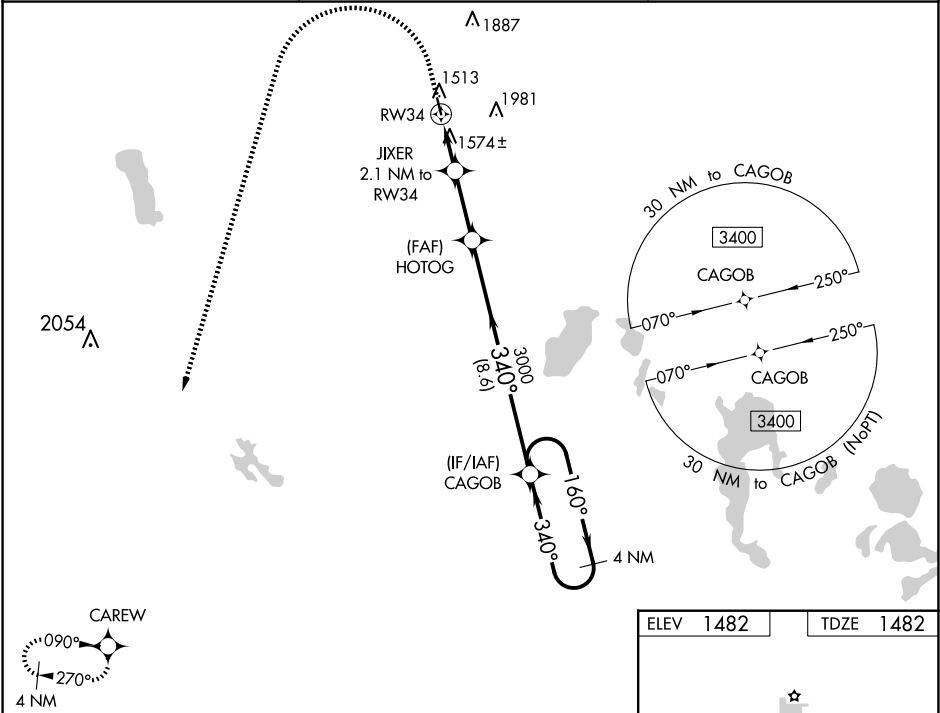 1887
1513
1981
RW34
1574±
JIXER
2.1 NM to
RW34
(FAF)
HOTOG
30 NM to CAGOB
3400
CAGOB
070°
250°
070°
250°
CAGOB
3400
30 NM to CAGOB (NoPT)
2054
3000
340°
(8.6)
(IF/IAF)
CAGOB
160°
340°
4 NM
CAREW
090°
270°
4 NM
ELEV 1482
TDZE 1482